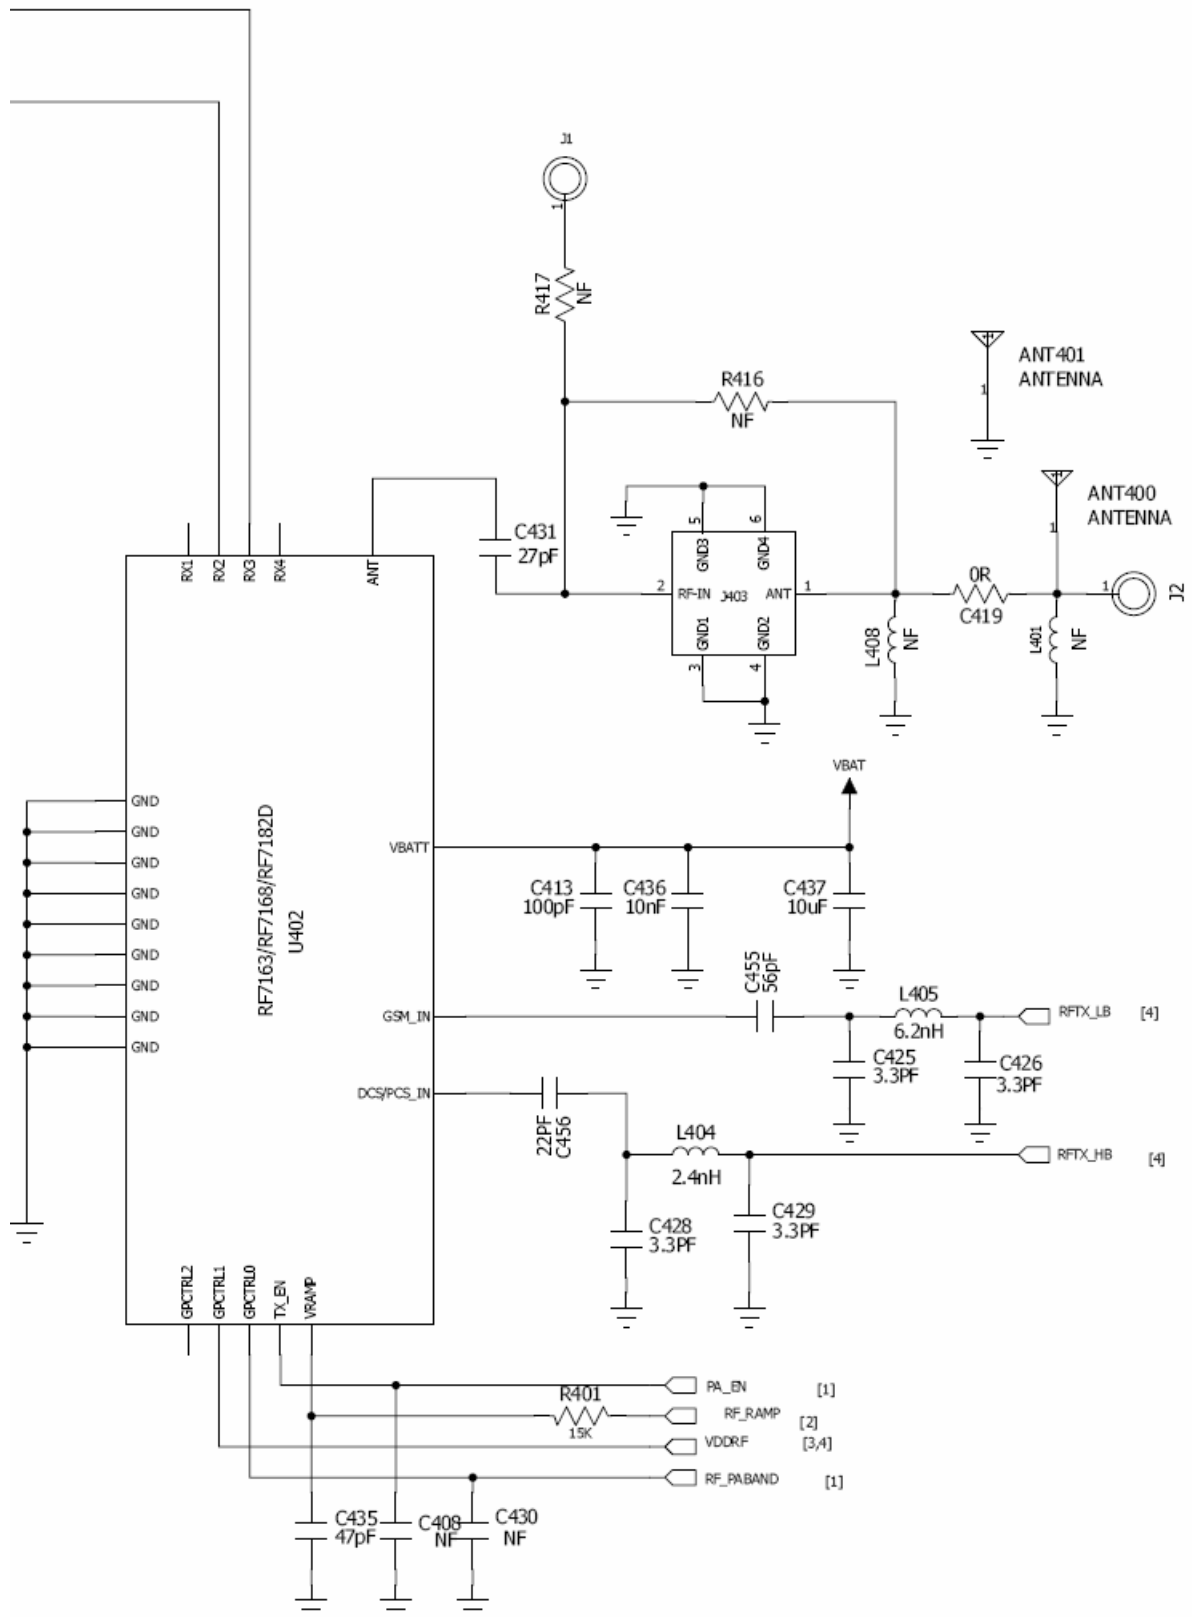 J1
1
R417
NF
R416
NF
1
1
ANT401
ANTENNA
1
1
ANT400
ANTENNA
C431
27pF
5
6
GND3
GND4
2
RF-IN
J403
ANT
1
GND1
GND2
3
4
0R
C419
1
J2
L408
NF
L401
NF
RX1
RX2
RX3
RX4
ANT
VBAT
GND
GND
GND
GND
GND
GND
GND
GND
GND
RF7163/RF7168/RF7182D
U402
VBATT
C413
100pF
C436
10nF
C437
10uF
GSM_IN
C455
56pF
L405
6.2nH
RFTX_LB
[4]
C425
3.3PF
C426
3.3PF
DCS/PCS_IN
22PF
C456
L404
2.4nH
RFTX_HB
[4]
C428
3.3PF
C429
3.3PF
GPCTRL2
GPCTRL1
GPCTRL0
TX_EN
VRAMP
PA_EN
[1]
R401
15K
RF_RAMP
[2]
VDDRF
[3,4]
RF_PABAND
[1]
C435
47pF
C408
NF
C430
NF